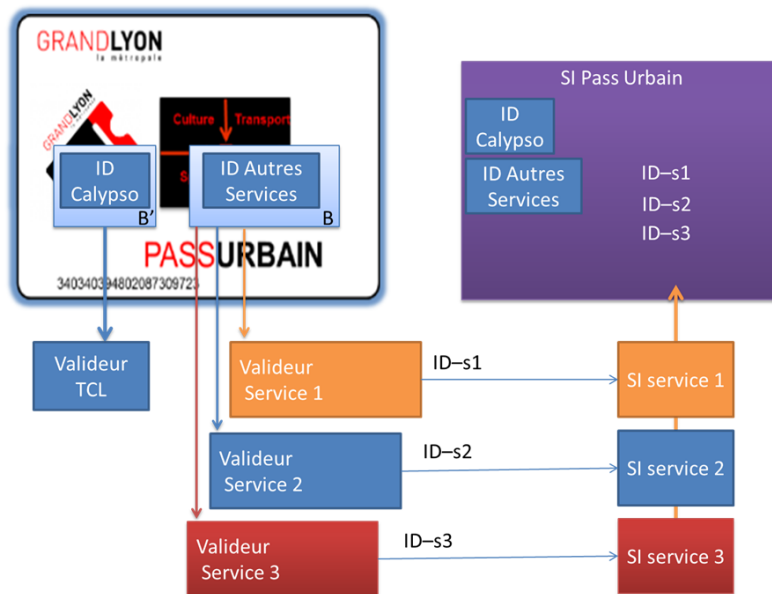 GRANDLYON
la métropole
GRANDLYON
Culture
Transport
ID
Calypso
B’
ID Autres
Services
B
PASSURBAIN
340340394802087309723
SI Pass Urbain
ID
Calypso
ID Autres
Services
ID–s1
ID–s2
ID–s3
Valideur
TCL
Valideur
Service 1
ID–s1
SI service 1
Valideur
Service 2
ID–s2
SI service 2
Valideur
Service 3
ID–s3
SI service 3